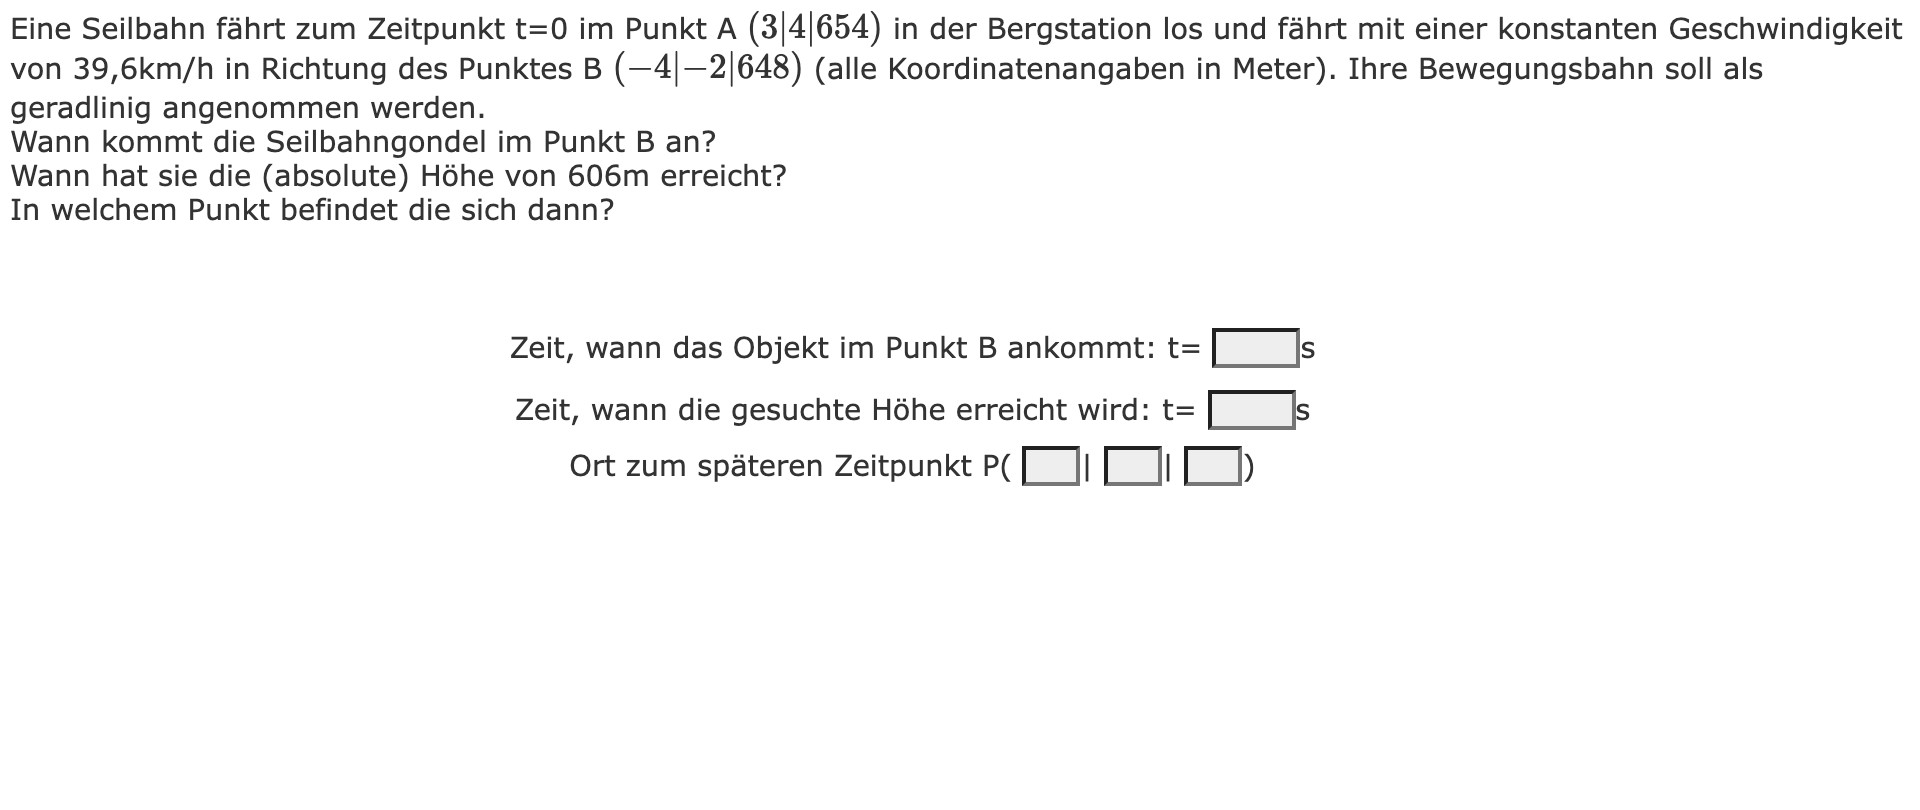 Eine Seilbahn fährt zum Zeitpunkt t=0 im Punkt A (3|4|654) in der Bergstation los und fährt mit einer konstanten Geschwindigkeit
von 39,6km/h in Richtung des Punktes B (−4|−2|648) (alle Koordinatenangaben in Meter). Ihre Bewegungsbahn soll als
geradlinig angenommen werden.
Wann kommt die Seilbahngondel im Punkt B an?
Wann hat sie die (absolute) Höhe von 606m erreicht?
In welchem Punkt befindet die sich dann?
Zeit, wann das Objekt im Punkt B ankommt: t= s
Zeit, wann die gesuchte Höhe erreicht wird: t= s
Ort zum späteren Zeitpunkt P( | | )